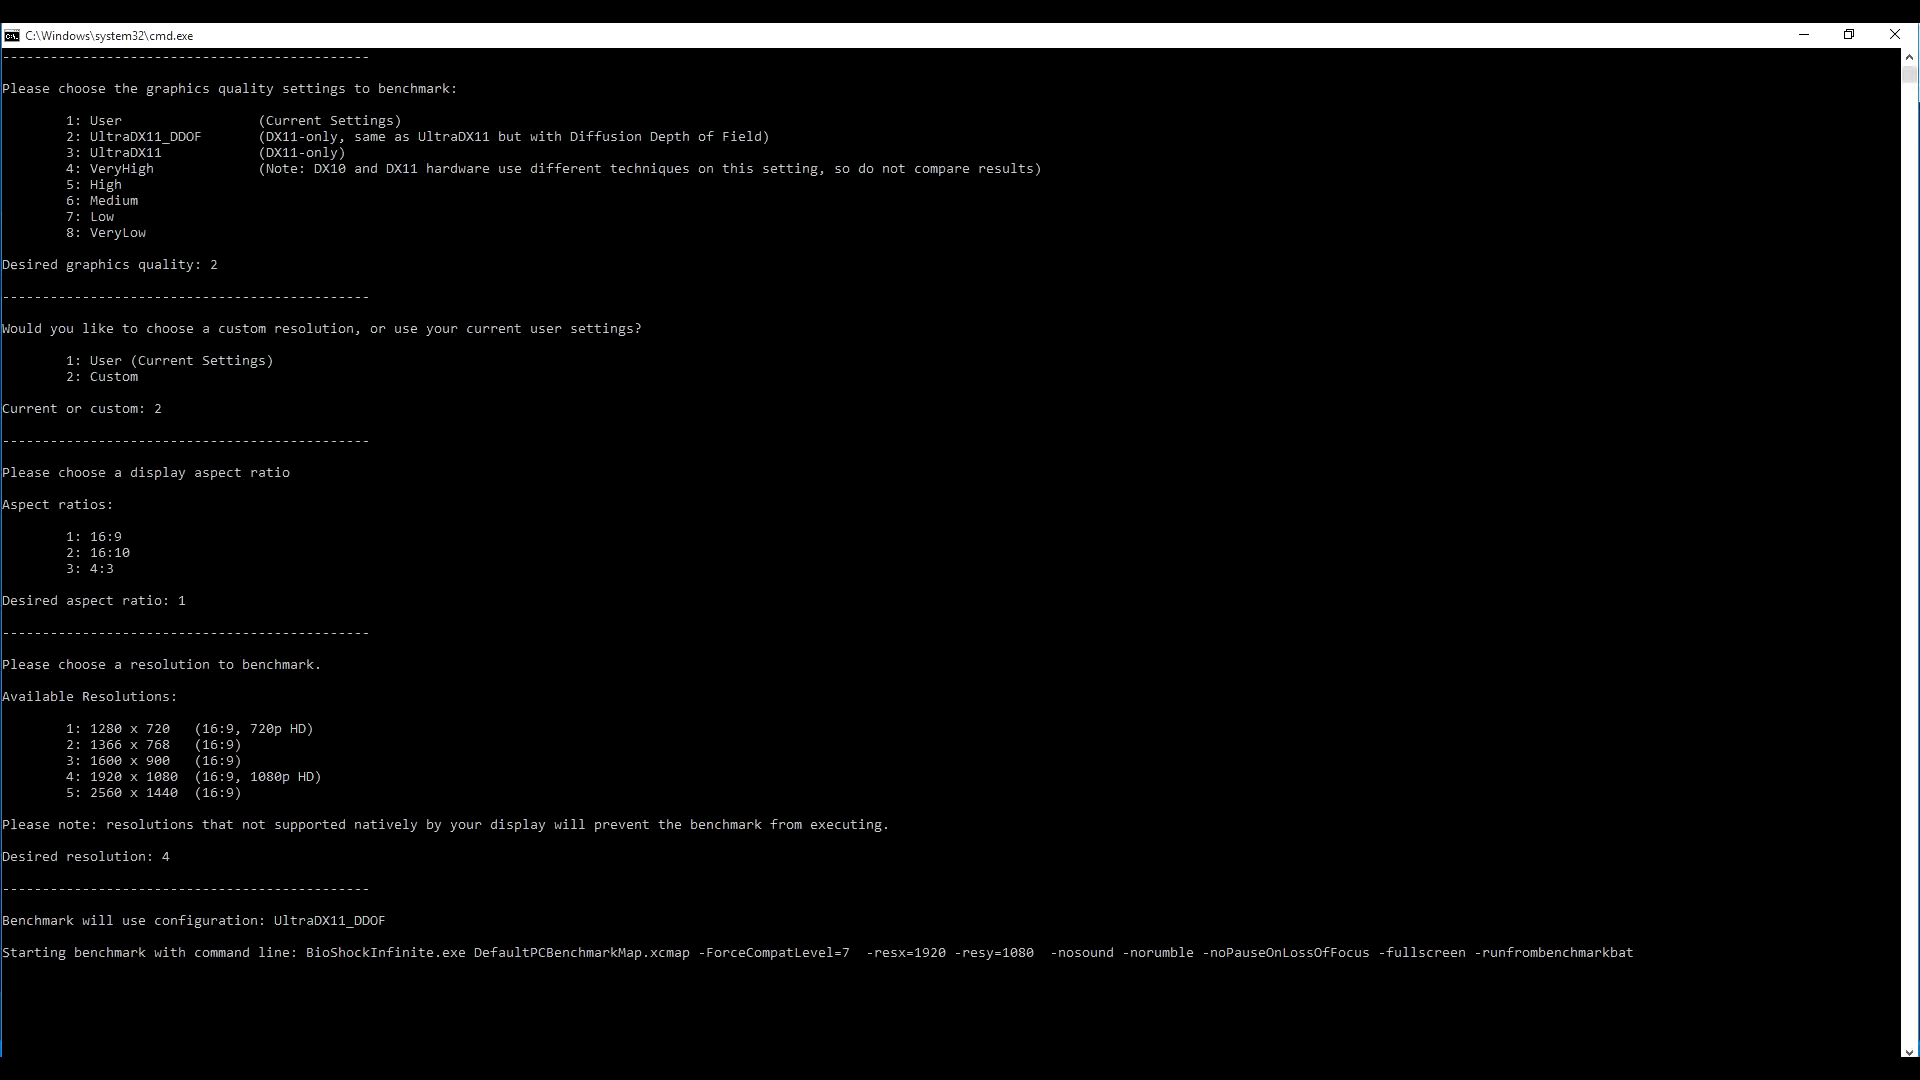 C:\Windows\system32\cmd.exe
----------------------------------------------
Please choose the graphics quality settings to benchmark:
1: User (Current Settings)
2: UltraDX11_DDOF (DX11-only, same as UltraDX11 but with Diffusion Depth of Field)
3: UltraDX11 (DX11-only)
4: VeryHigh (Note: DX10 and DX11 hardware use different techniques on this setting, so do not compare results)
5: High
6: Medium
7: Low
8: VeryLow
Desired graphics quality: 2
----------------------------------------------
Would you like to choose a custom resolution, or use your current user settings?
1: User (Current Settings)
2: Custom
Current or custom: 2
----------------------------------------------
Please choose a display aspect ratio
Aspect ratios:
1: 16:9
2: 16:10
3: 4:3
Desired aspect ratio: 1
----------------------------------------------
Please choose a resolution to benchmark.
Available Resolutions:
1: 1280 x 720 (16:9, 720p HD)
2: 1366 x 768 (16:9)
3: 1600 x 900 (16:9)
4: 1920 x 1080 (16:9, 1080p HD)
5: 2560 x 1440 (16:9)
Please note: resolutions that not supported natively by your display will prevent the benchmark from executing.
Desired resolution: 4
----------------------------------------------
Benchmark will use configuration: UltraDX11_DDOF
Starting benchmark with command line: BioShockInfinite.exe DefaultPCBenchmarkMap.xcmap -ForceCompatLevel=7 -resx=1920 -resy=1080 -nosound -norumble -noPauseOnLossOfFocus -fullscreen -runfrombenchmarkbat